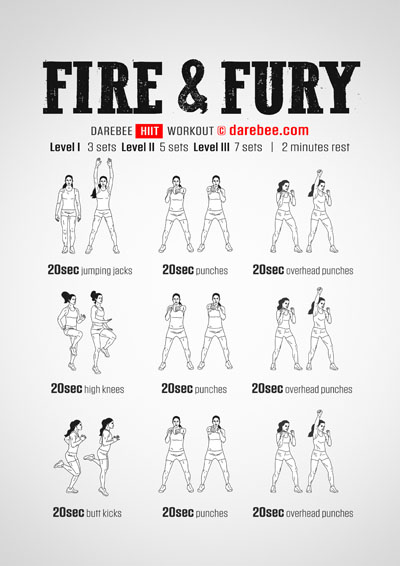 FIRE & FURY
DAREBEE HIIT WORKOUT © darebee.com
Level I 3 sets Level II 5 sets Level III 7 sets | 2 minutes rest
20sec jumping jacks 20sec punches 20sec overhead punches
20sec high knees 20sec punches 20sec overhead punches
20sec butt kicks 20sec punches 20sec overhead punches